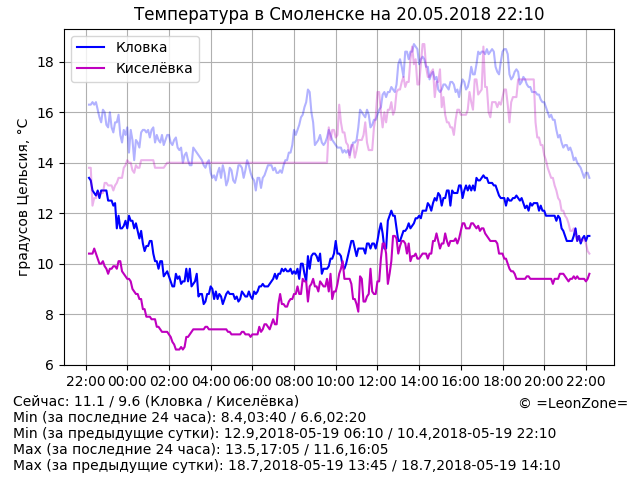 Температура в Смоленске на 20.05.2018 22:10
Кловка
Киселёвка
градусов Цельсия, °C
18
16
14
12
10
8
6
22:00 00:00 02:00 04:00 06:00 08:00 10:00 12:00 14:00 16:00 18:00 20:00 22:00
Сейчас: 11.1 / 9.6 (Кловка / Киселёвка)
© =LeonZone=
Min (за последние 24 часа): 8.4,03:40 / 6.6,02:20
Min (за предыдущие сутки): 12.9,2018-05-19 06:10 / 10.4,2018-05-19 22:10
Max (за последние 24 часа): 13.5,17:05 / 11.6,16:05
Max (за предыдущие сутки): 18.7,2018-05-19 13:45 / 18.7,2018-05-19 14:10